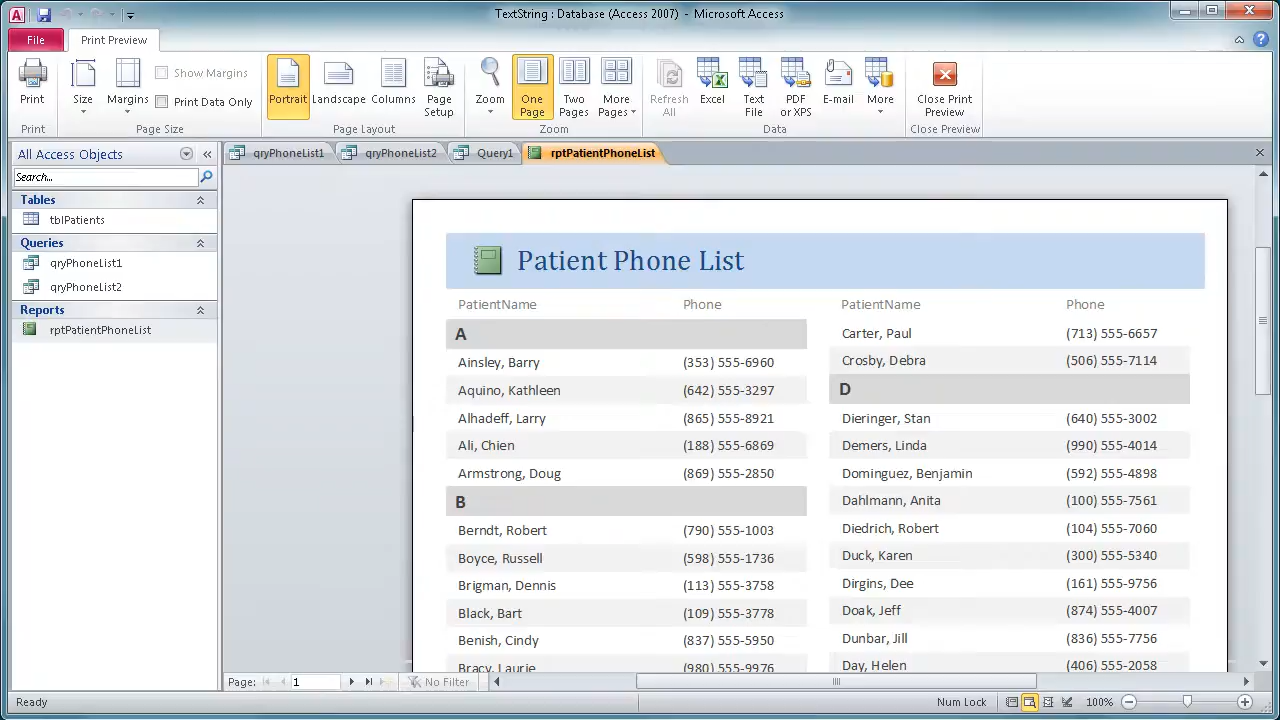 TextString : Database (Access 2007) - Microsoft Access
File
Print Preview
Print
Size
Margins
Show Margins
Print Data Only
Portrait
Landscape
Columns
Page Setup
Zoom
One Page
Two Pages
More Pages
Refresh All
Excel
Text File
PDF or XPS
E-mail
More
Close Print Preview
Print
Page Size
Page Layout
Zoom
Data
Close Preview
All Access Objects
Search...
Tables
tblPatients
Queries
qryPhoneList1
qryPhoneList2
Reports
rptPatientPhoneList
qryPhoneList1
qryPhoneList2
Query1
rptPatientPhoneList
Patient Phone List
PatientName Phone
A
Ainsley, Barry (353) 555-6960
Aquino, Kathleen (642) 555-3297
Alhadeff, Larry (865) 555-8921
Ali, Chien (188) 555-6869
Armstrong, Doug (869) 555-2850
B
Berndt, Robert (790) 555-1003
Boyce, Russell (598) 555-1736
Brigman, Dennis (113) 555-3758
Black, Bart (109) 555-3778
Benish, Cindy (837) 555-5950
Bracy, Laurie (980) 555-9976
PatientName Phone
Carter, Paul (713) 555-6657
Crosby, Debra (506) 555-7114
D
Dieringer, Stan (640) 555-3002
Demers, Linda (990) 555-4014
Dominguez, Benjamin (592) 555-4898
Dahlmann, Anita (100) 555-7561
Diedrich, Robert (104) 555-7060
Duck, Karen (300) 555-5340
Dirgins, Dee (161) 555-9756
Doak, Jeff (874) 555-4007
Dunbar, Jill (836) 555-7756
Day, Helen (406) 555-2058
Page: 1
No Filter
Ready
Num Lock
100%